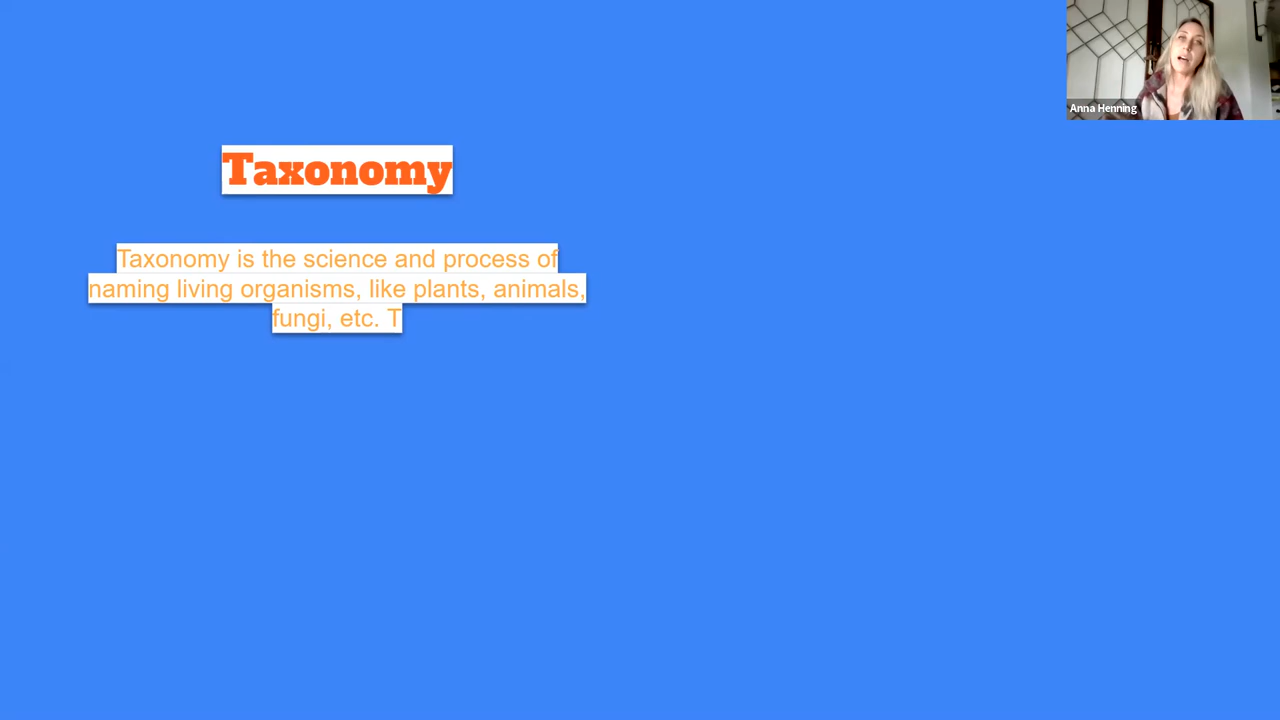 Taxonomy
Taxonomy is the science and process of
naming living organisms, like plants, animals,
fungi, etc. T
Anna Henning